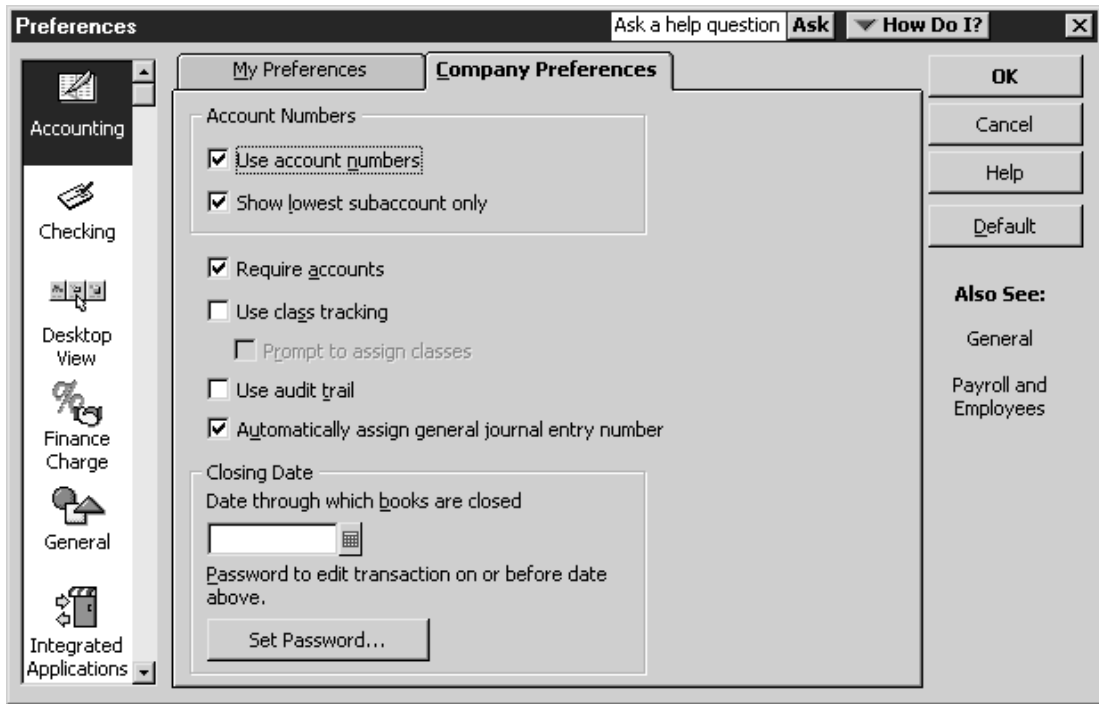 Preferences
Ask a help question Ask How Do I?
Accounting
Checking
Desktop
View
Finance
Charge
General
Integrated
Applications
My Preferences
Company Preferences
Account Numbers
Use account numbers
Show lowest subaccount only
Require accounts
Use class tracking
Prompt to assign classes
Use audit trail
Automatically assign general journal entry number
Closing Date
Date through which books are closed
Password to edit transaction on or before date
above.
Set Password...
OK
Cancel
Help
Default
Also See:
General
Payroll and
Employees